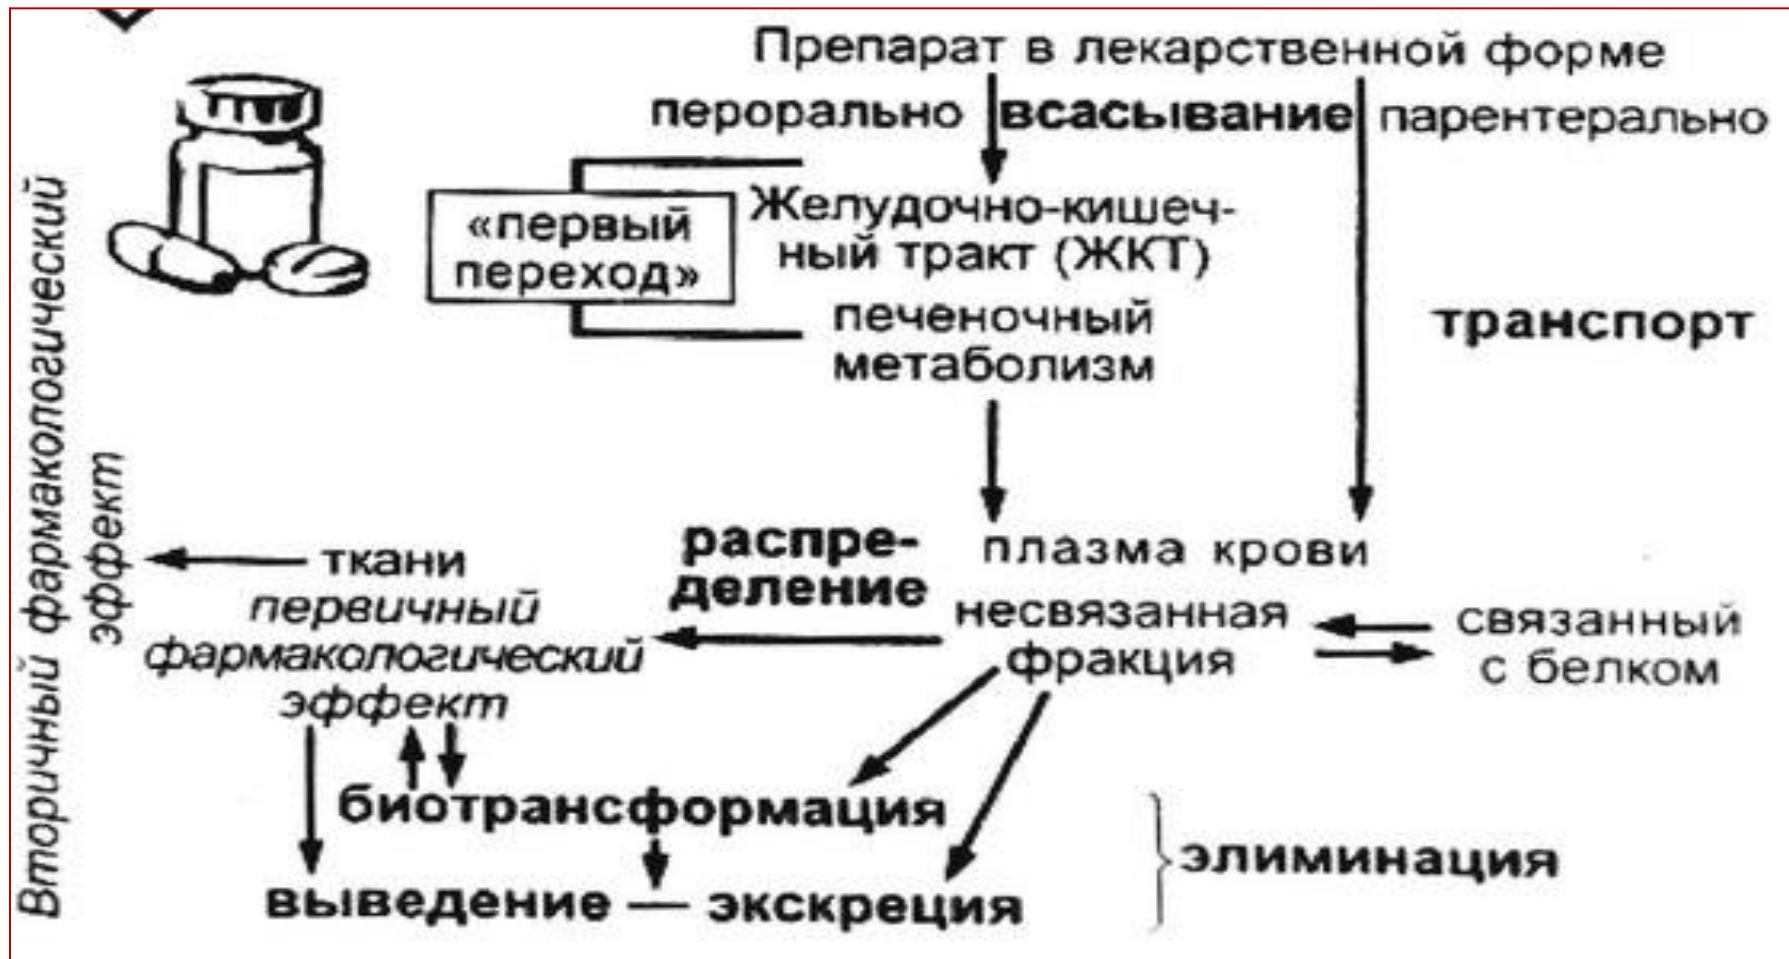 Препарат в лекарственной форме
перорально всасывание парентерально
«первый
переход»
Желудочно-кишеч-
ный тракт (ЖКТ)
печеночный
метаболизм
транспорт
плазма крови
распре-
деление
несвязанная
фракция
связанный
с белком
ткани
первичный
фармакологический
эффект
Вторичный фармакологический
эффект
биотрансформация
выведение — экскреция
элиминация